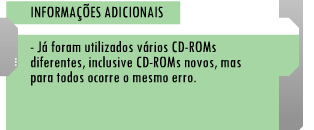 INFORMAÇÕES ADICIONAIS
- Já foram utilizados vários CD-ROMs
diferentes, inclusive CD-ROMs novos, mas
para todos ocorre o mesmo erro.